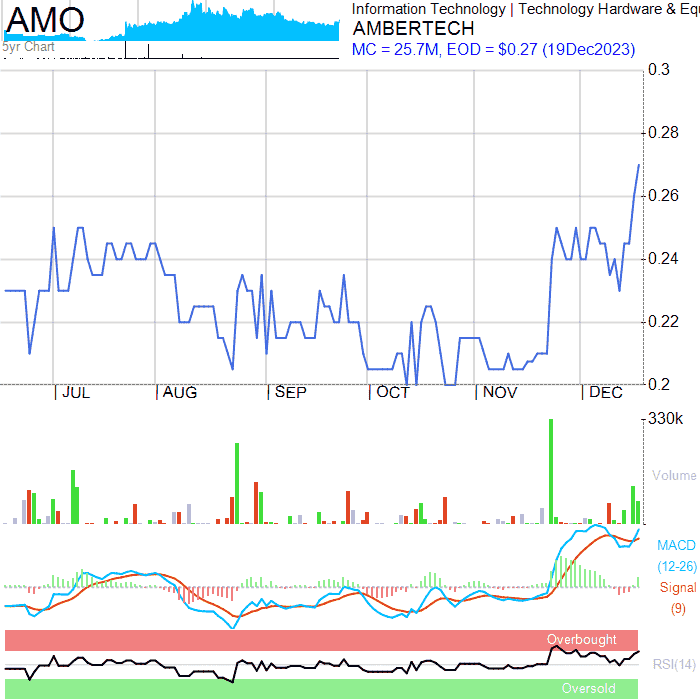 AMO
5yr Chart
Information Technology | Technology Hardware & Equ
AMBERTECH
MC = 25.7M, EOD = $0.27 (19Dec2023)
0.3
0.28
0.26
0.24
0.22
0.2
JUL AUG SEP OCT NOV DEC
330k
Volume
MACD
(12-26)
Signal
(9)
Overbought
RSI(14)
Oversold